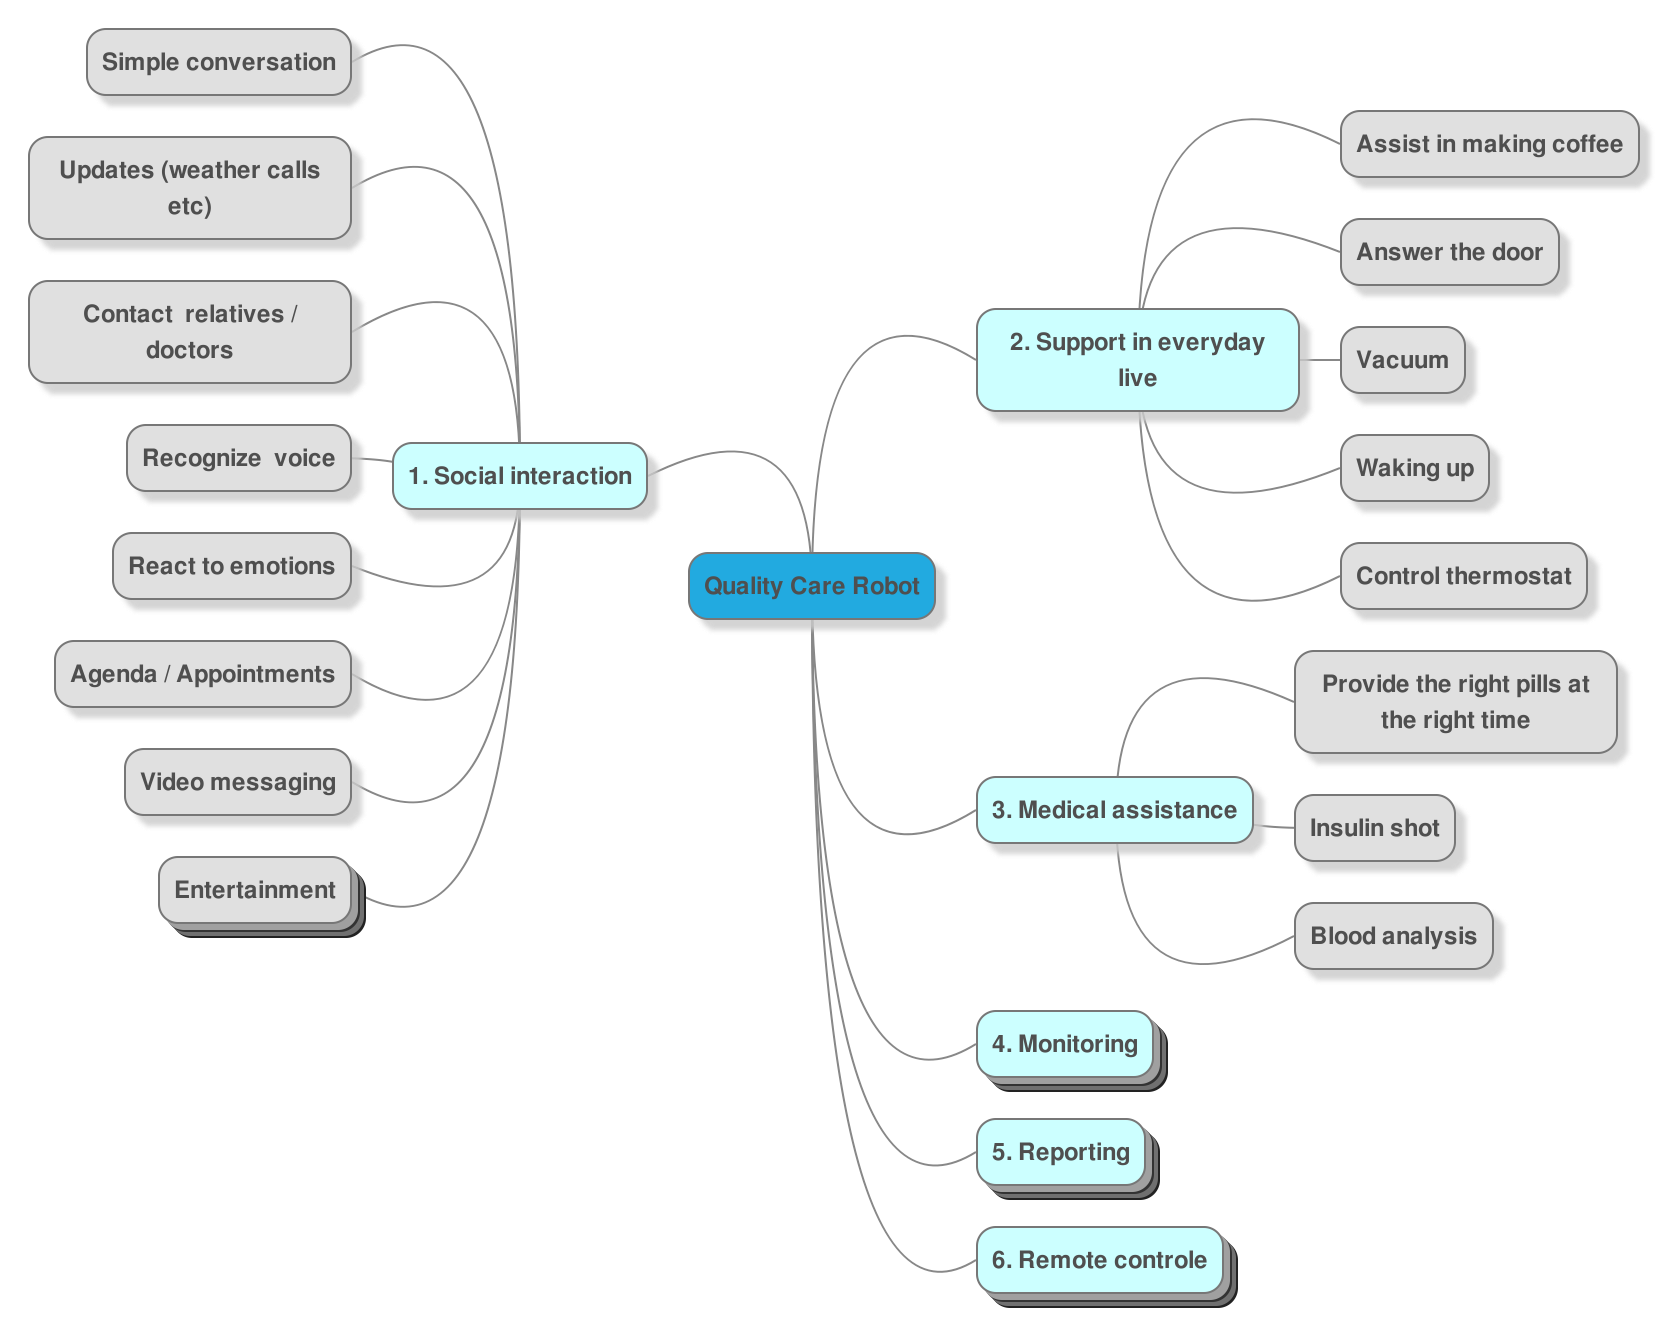 Simple conversation
Updates (weather calls
etc)
Contact  relatives /
doctors
Recognize  voice
React to emotions
Agenda / Appointments
Video messaging
Entertainment
1. Social interaction
Quality Care Robot
2. Support in everyday
live
Assist in making coffee
Answer the door
Vacuum
Waking up
Control thermostat
3. Medical assistance
Provide the right pills at
the right time
Insulin shot
Blood analysis
4. Monitoring
5. Reporting
6. Remote controle